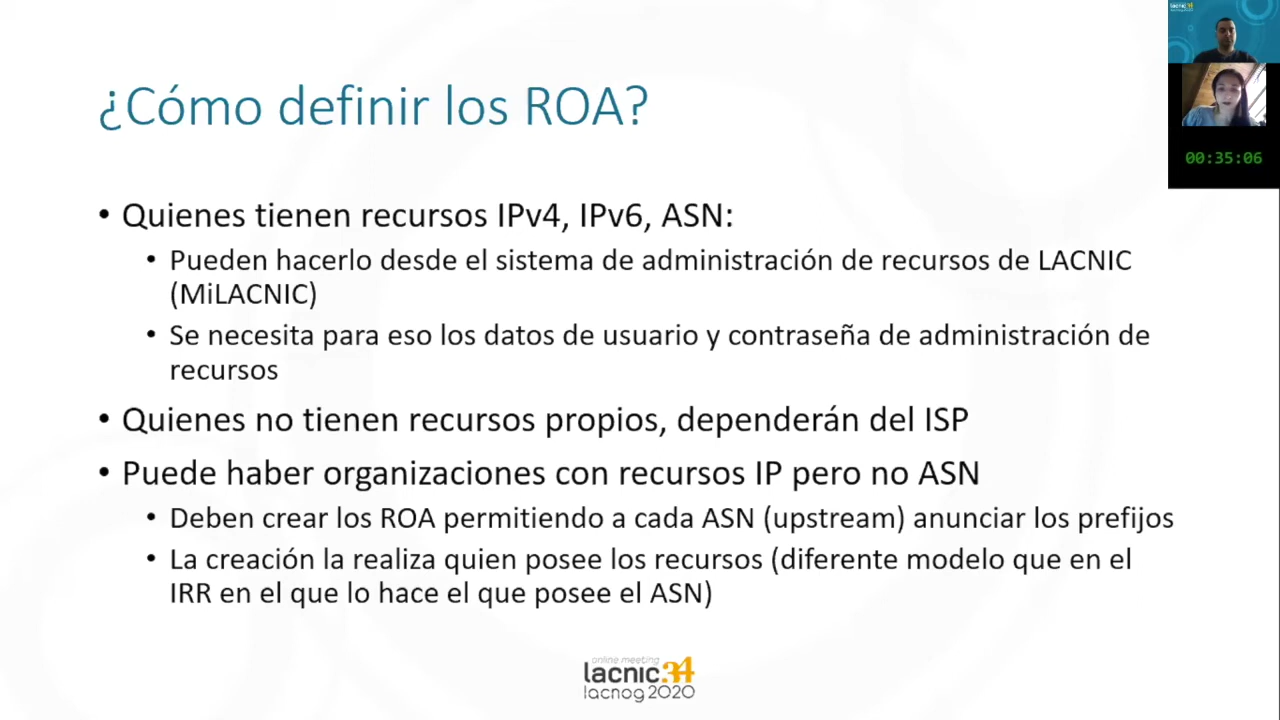 ¿Cómo definir los ROA?
• Quienes tienen recursos IPv4, IPv6, ASN:
• Pueden hacerlo desde el sistema de administración de recursos de LACNIC
(MiLACNIC)
• Se necesita para eso los datos de usuario y contraseña de administración de
recursos
• Quienes no tienen recursos propios, dependerán del ISP
• Puede haber organizaciones con recursos IP pero no ASN
• Deben crear los ROA permitiendo a cada ASN (upstream) anunciar los prefijos
• La creación la realiza quien posee los recursos (diferente modelo que en el
IRR en el que lo hace el que posee el ASN)
online meeting
lacnic34
lacnog2020
lacnic34
00:35:06